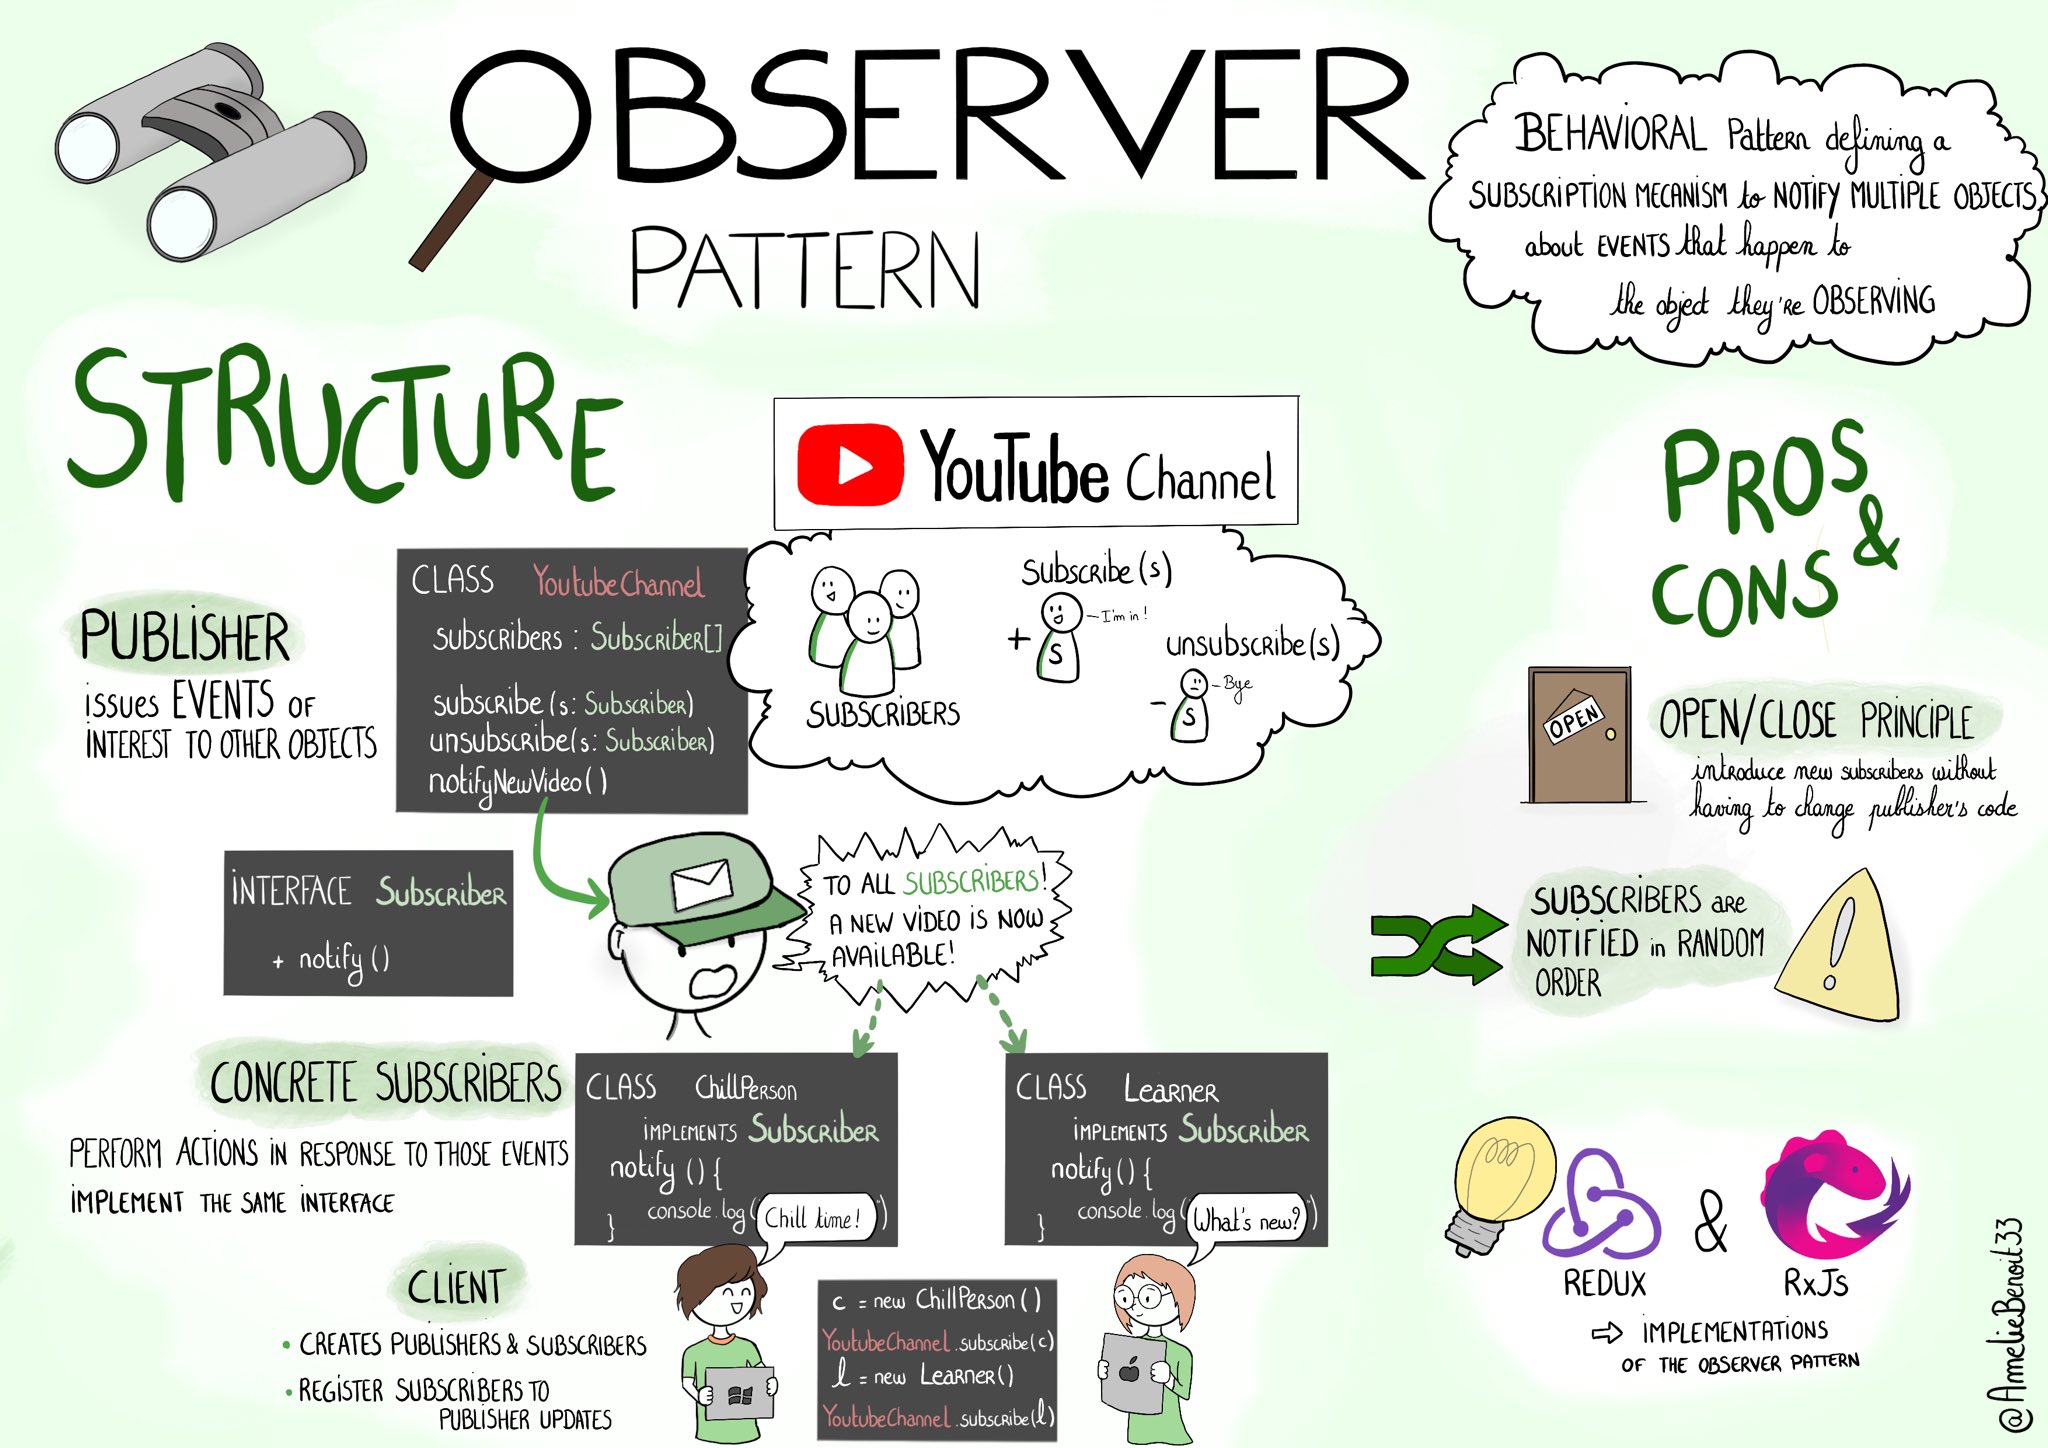 OBSERVER
PATTERN
BEHAVIORAL Pattern defining a
SUBSCRIPTION MECANISM to NOTIFY MULTIPLE OBJECTS
about EVENTS that happen to
the object they're OBSERVING
STRUCTURE
PUBLISHER
issues EVENTS OF
INTEREST TO OTHER OBJECTS
CLASS YoutubeChannel
SUBSCRIBERS : Subscriber[]
subscribe (s: Subscriber)
unsubscribe(s: Subscriber)
notifyNewVideo()
YouTube Channel
SUBSCRIBERS
Subscribe(s)
+
I'm in!
S
unsubscribe(s)
-
Bye
S
INTERFACE Subscriber
+ notify()
TO ALL SUBSCRIBERS!
A NEW VIDEO IS NOW
AVAILABLE!
CONCRETE SUBSCRIBERS
PERFORM ACTIONS IN RESPONSE TO THOSE EVENTS
IMPLEMENT THE SAME INTERFACE
CLASS ChillPerson
IMPLEMENTS Subscriber
notify () {
console.log("Chill time!")
}
CLASS Learner
IMPLEMENTS Subscriber
notify() {
console.log("What's new?")
}
CLIENT
• CREATES PUBLISHERS & SUBSCRIBERS
• REGISTER SUBSCRIBERS TO
PUBLISHER UPDATES
c = new ChillPerson()
YoutubeChannel.subscribe(c)
l = new Learner()
YoutubeChannel.subscribe(l)
PROS
&
CONS
OPEN
OPEN/CLOSE PRINCIPLE
introduce new subscribers without
having to change publisher's code
SUBSCRIBERS are
NOTIFIED in RANDOM
ORDER
!
REDUX
&
RxJs
⇨ IMPLEMENTATIONS
OF THE OBSERVER PATTERN
@AmelieBenoit33